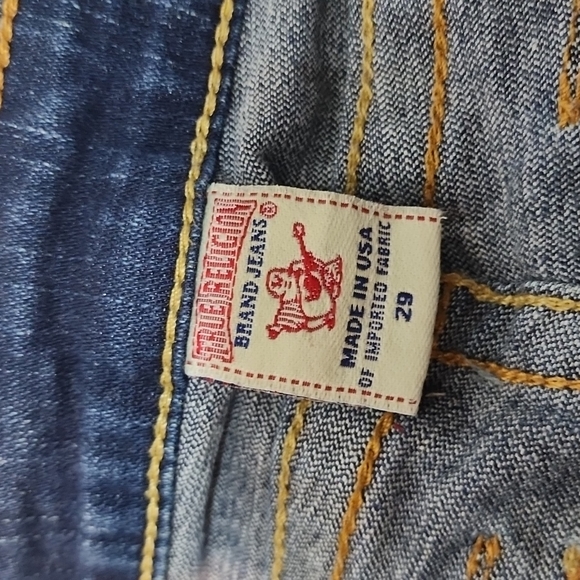 TRUE RELIGION
BRAND JEANS ®
MADE IN USA
OF IMPORTED FABRIC
29